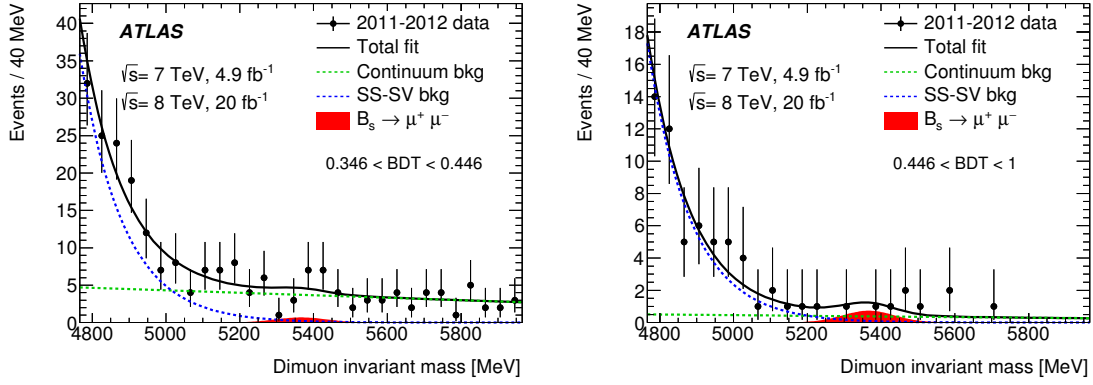 Events / 40 MeV
40
35
30
25
20
15
10
5
0
ATLAS
√s= 7 TeV, 4.9 fb⁻¹
√s= 8 TeV, 20 fb⁻¹
2011-2012 data
Total fit
Continuum bkg
SS-SV bkg
Bₛ → μ⁺ μ⁻
0.346 < BDT < 0.446
4800 5000 5200 5400 5600 5800
Dimuon invariant mass [MeV]
Events / 40 MeV
18
16
14
12
10
8
6
4
2
0
ATLAS
√s= 7 TeV, 4.9 fb⁻¹
√s= 8 TeV, 20 fb⁻¹
2011-2012 data
Total fit
Continuum bkg
SS-SV bkg
Bₛ → μ⁺ μ⁻
0.446 < BDT < 1
4800 5000 5200 5400 5600 5800
Dimuon invariant mass [MeV]